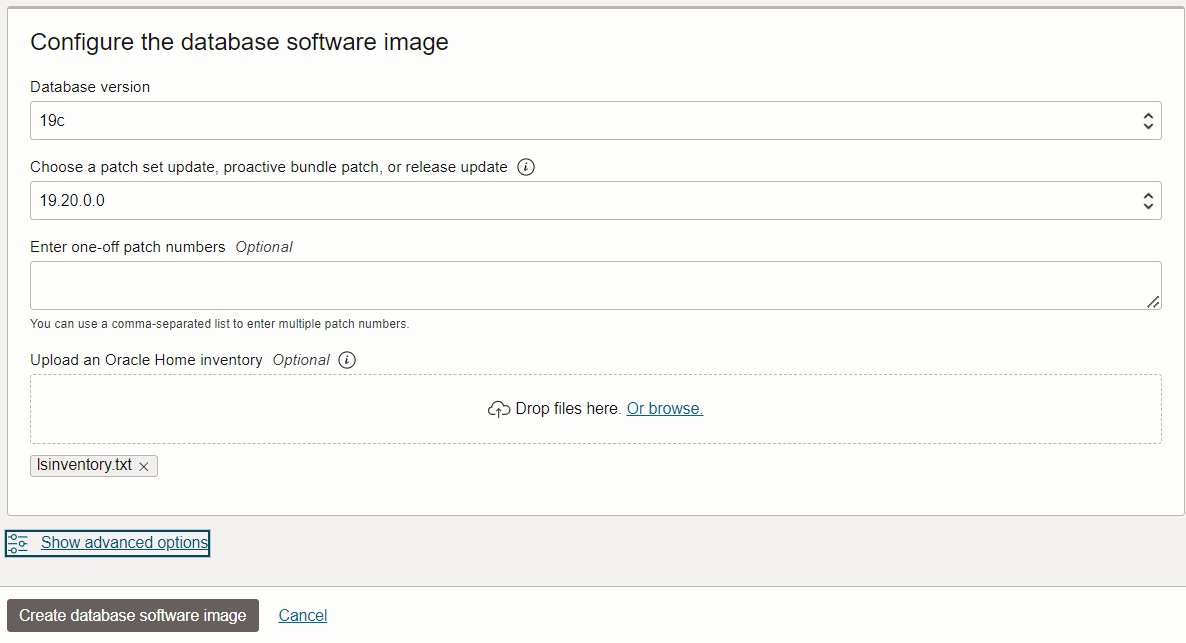 Configure the database software image
Database version
19c
Choose a patch set update, proactive bundle patch, or release update
19.20.0.0
Enter one-off patch numbers Optional
You can use a comma-separated list to enter multiple patch numbers.
Upload an Oracle Home inventory Optional
Drop files here. Or browse.
lsinventory.txt
Show advanced options
Create database software image Cancel